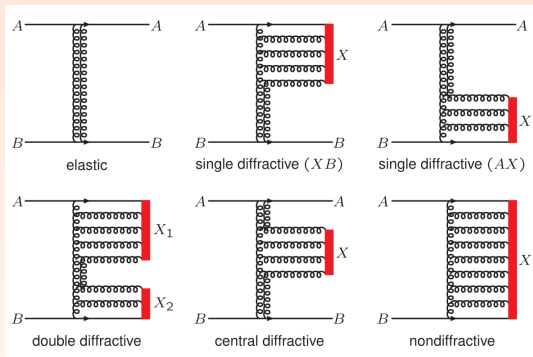 A A A A A
X
X
B B B B B
elastic single diffractive (XB) single diffractive (AX)
A A A A
X₁
X
X
X₂
B B B B
double diffractive central diffractive nondiffractive